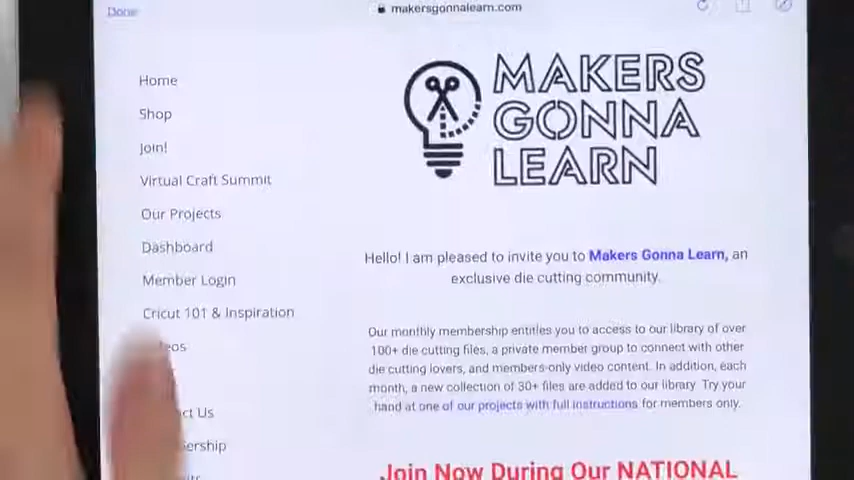 Done
makersgonnalearn.com
Home
Shop
Join!
Virtual Craft Summit
Our Projects
Dashboard
Member Login
Cricut 101 & Inspiration
MAKERS
GONNA
LEARN
Hello! I am pleased to invite you to Makers Gonna Learn, an
exclusive die cutting community.
Our monthly membership entitles you to access to our library of over
100+ die cutting files, a private member group to connect with other
die cutting lovers, and members-only video content. In addition, each
month, a new collection of 30+ files are added to our library. Try your
hand at one of our projects with full instructions for members only.
Join Now During Our NATIONAL
Us